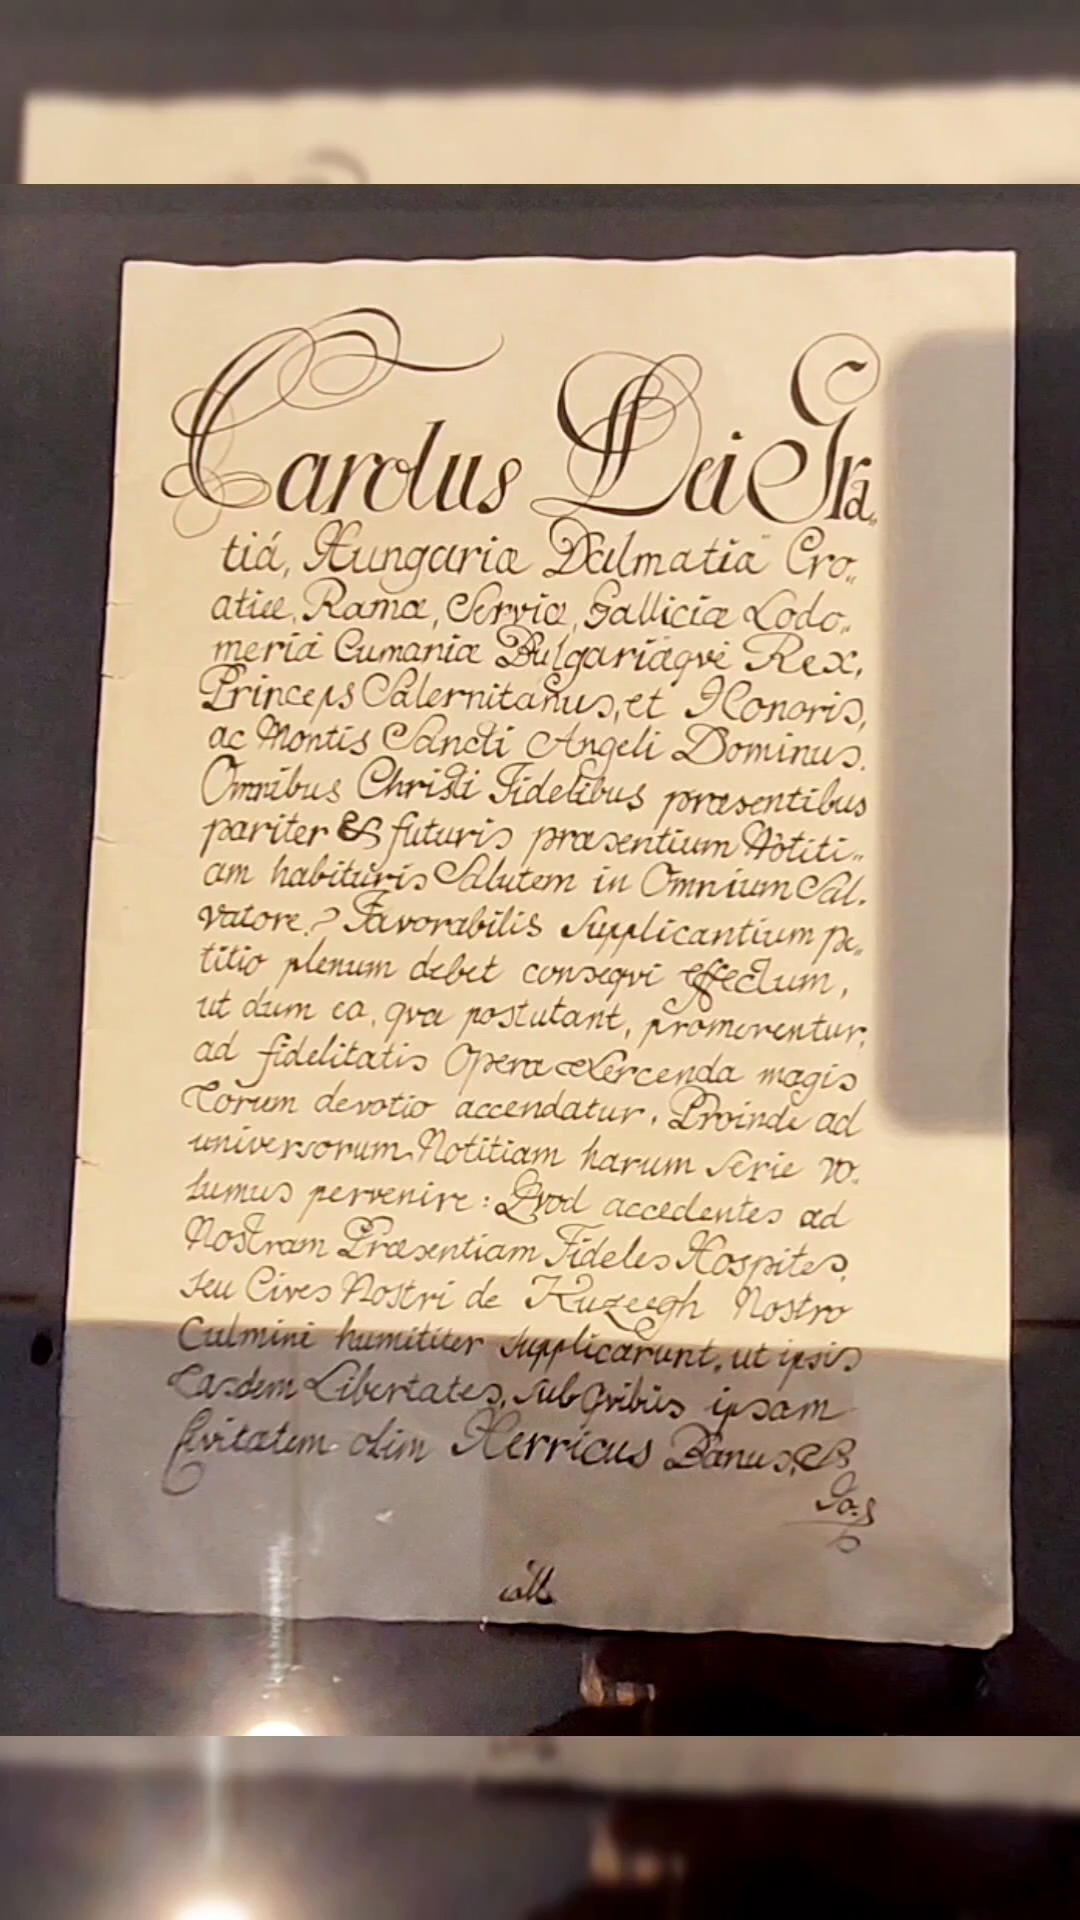 Carolus Dei Gra„
tiá, Hungariæ Dalmatiæ Cro„
atiæ, Ramæ, Serviæ, Galliciæ Lodo„
meriæ Cumaniæ Bulgariæqvè Rex,
Princeps Salernitanus, et Honoris,
ac Montis Sancti Angeli Dominus.
Omnibus Christi Fidelibus præsentibus
pariter & futuris præsentium Notiti„
am habituris Salutem in Omnium Sal„
vatore. Favorabilis supplicantium pe„
titio plenum debet conseqvi effectum,
ut dum ea, qvæ postulant, promerentur,
ad fidelitatis Opera exercenda magis
Eorum devotio accendatur. Proinde ad
universorum Notitiam harum serie vo„
lumus pervenire: Qvod accedentes ad
Nostram Præsentiam Fideles Hospites,
seu Cives Nostri de Kuzeegh Nostro
Culmini humiliter supplicarunt, ut ipsis
Easdem Libertates, sub qvibus ipsam
Civitatem olim Herricus Banus, &